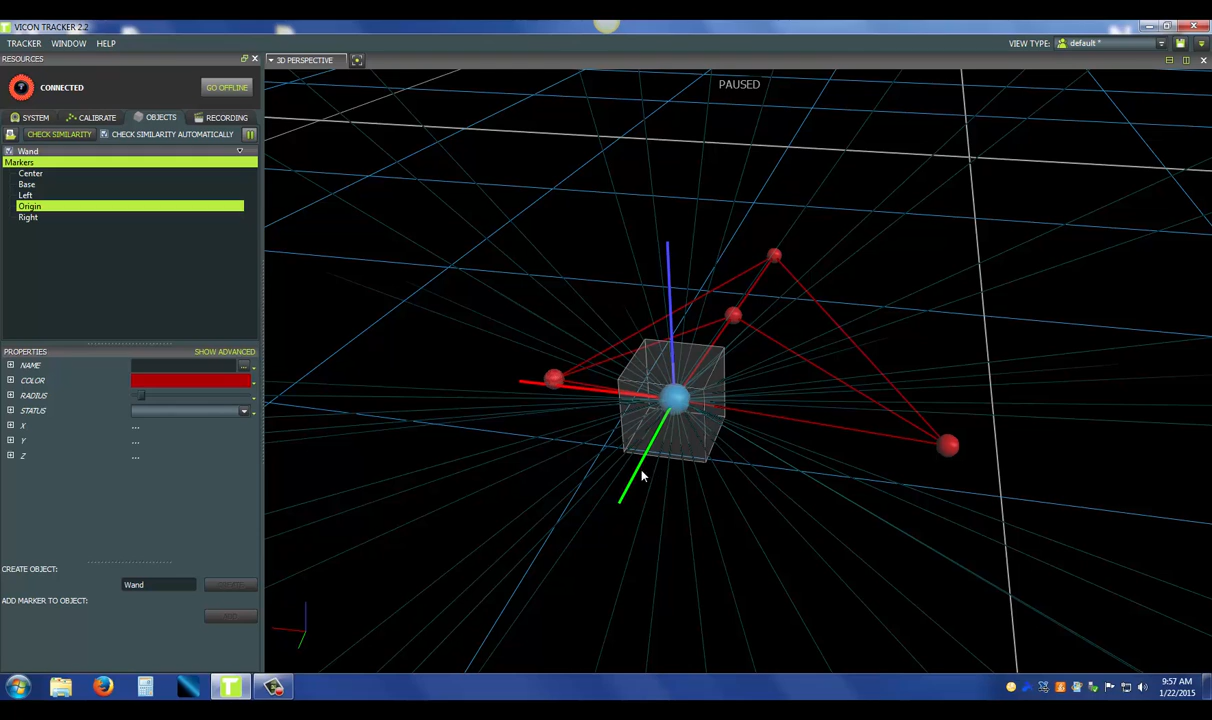 VICON TRACKER 2.2
TRACKER WINDOW HELP
VIEW TYPE: default *
RESOURCES
3D PERSPECTIVE
CONNECTED
GO OFFLINE
PAUSED
SYSTEM CALIBRATE OBJECTS RECORDING
CHECK SIMILARITY CHECK SIMILARITY AUTOMATICALLY
Wand
Markers
Center
Base
Left
Origin
Right
PROPERTIES SHOW ADVANCED
NAME ...
COLOR
RADIUS
STATUS
X ...
Y ...
Z ...
CREATE OBJECT:
Wand CREATE
ADD MARKER TO OBJECT:
9:57 AM
1/22/2015